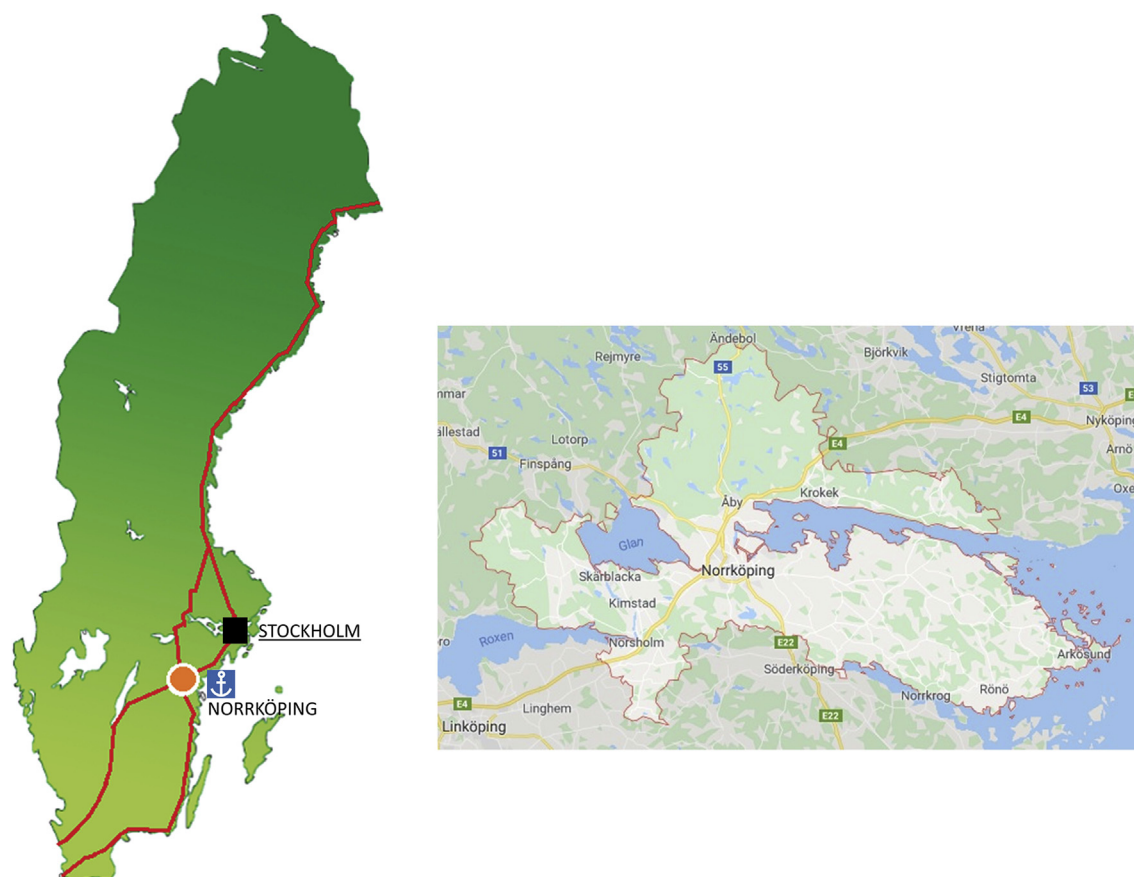 STOCKHOLM
NORRKÖPING
Ändebol
Vrena
Rejmyre
Björkvik
55
Stigtomta
53
mmar
E4
Nyköping
ällestad
Lotorp
E4
51
Arnö
Finspång
Krokek
Oxe
Åby
Glan
Skärblacka
Norrköping
Kimstad
Roxen
Norsholm
E22
Arkösund
Söderköping
Rönö
Norrkrog
E4
Linghem
E22
Linköping